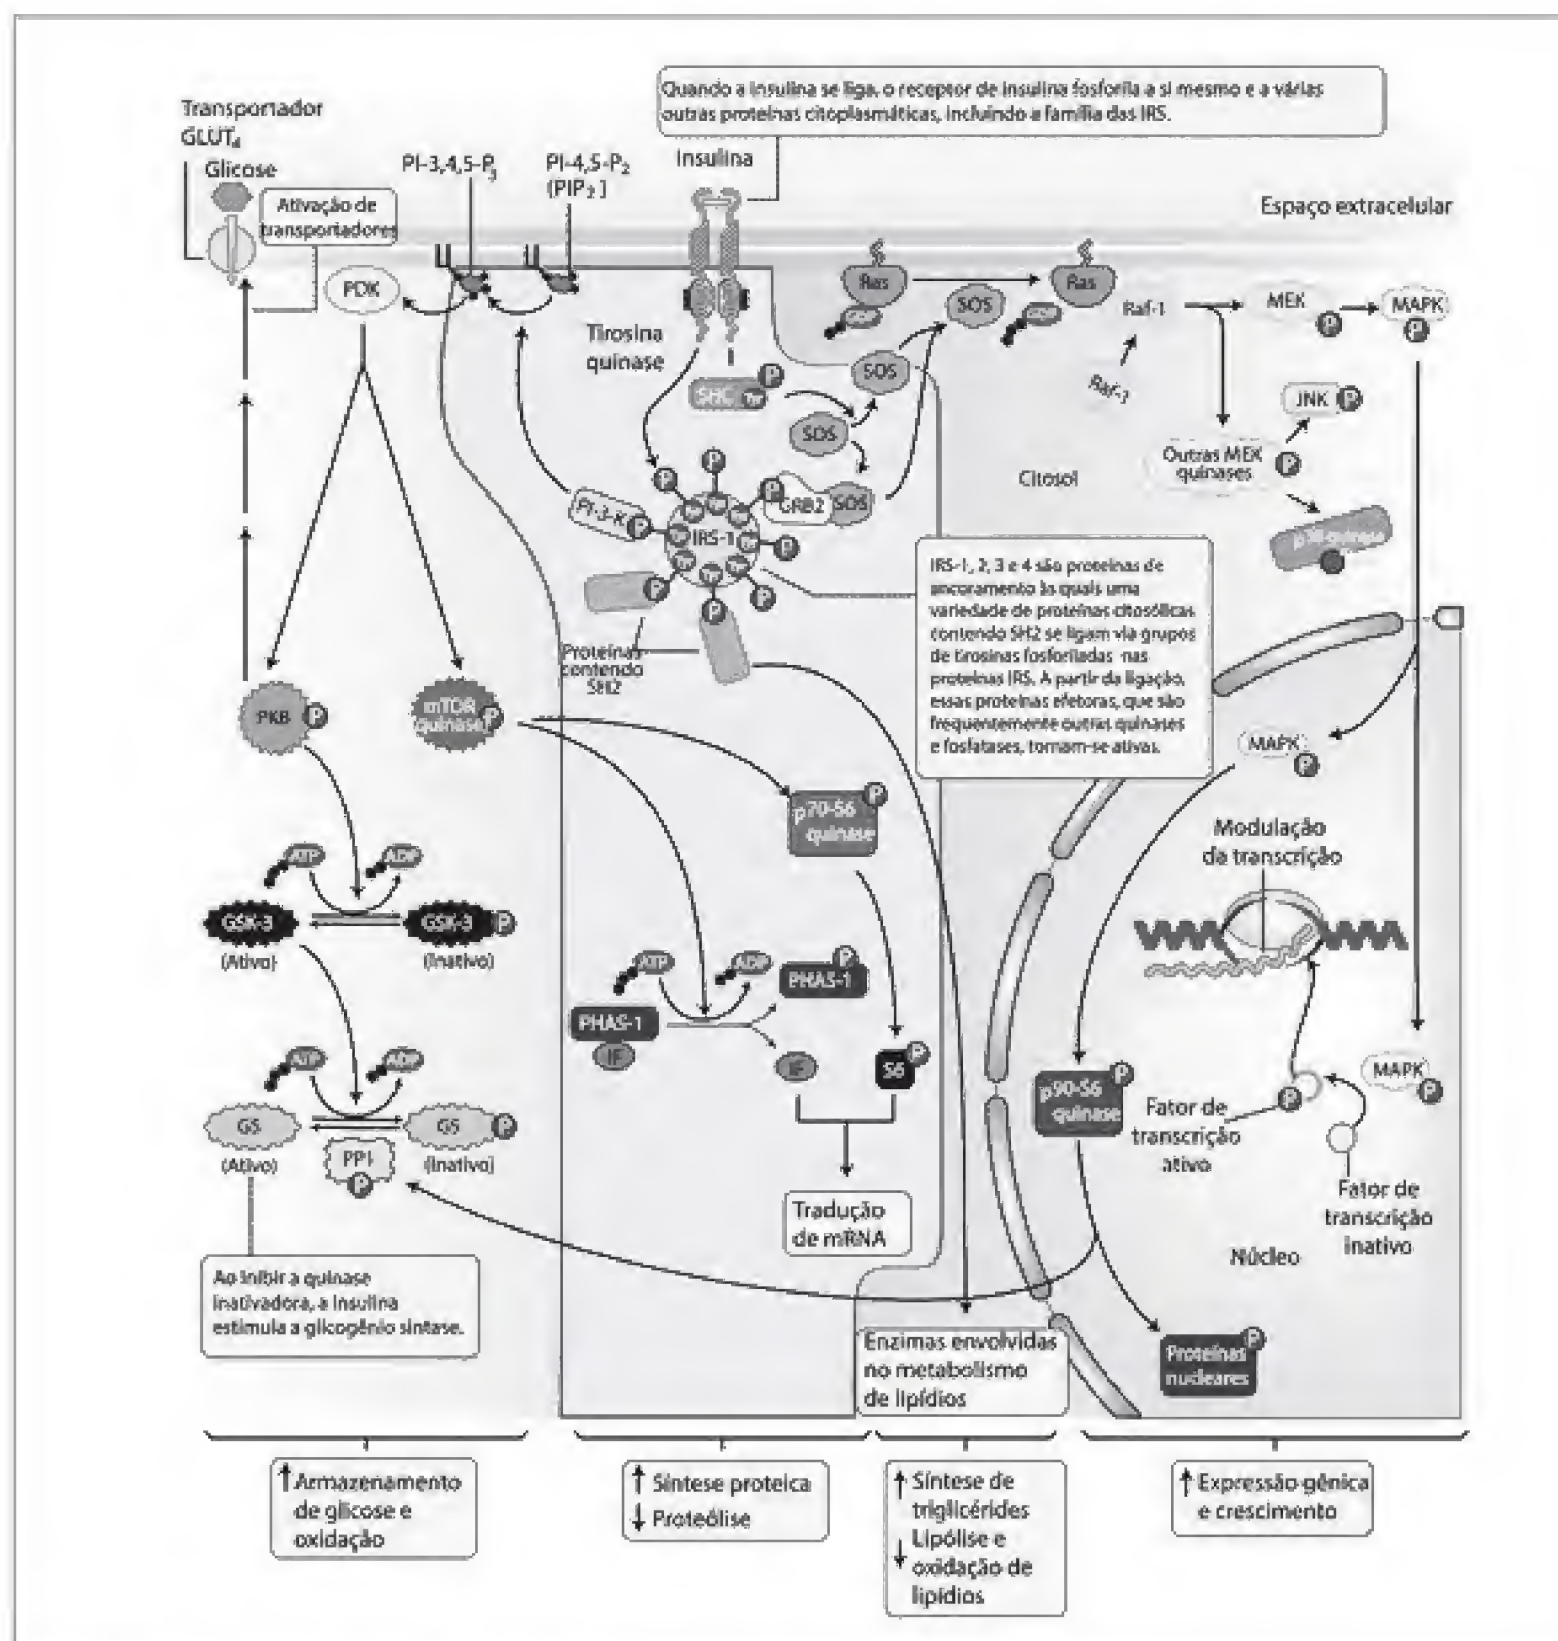 Quando a insulina se liga, o receptor de insulina fosforila a si mesmo e a várias
outras proteínas citoplasmáticas, incluindo a família das IRS.
Transportador
GLUT4
Glicose
Ativação de
transportadores
PI-3,4,5-P3
PI-4,5-P2
(PIP2)
Insulina
Espaço extracelular
PDK
Tirosina
quinase
Ras
SOS
Ras
Raf-1
MEK
P
MAPK
P
Raf-1
SOS
SHC
Tyr
P
SOS
JNK
P
Outras MEK
quinases
P
Citosol
P
P
P
PI-3-K
P
IRS-1
GRB2
SOS
P
P
P
P
Proteínas
contendo
SH2
IRS-1, 2, 3 e 4 são proteínas de
ancoramento às quais uma
variedade de proteínas citosólicas
contendo SH2 se ligam via grupos
de tirosinas fosforiladas nas
proteínas IRS. A partir da ligação,
essas proteínas efetoras, que são
frequentemente outras quinases
e fosfatases, tornam-se ativas.
PKB
P
mTOR
quinase
P
MAPK
P
p70-S6
quinase
P
Modulação
da transcrição
ATP
ADP
GSK-3
GSK-3
P
(Ativo)
(Inativo)
ATP
ADP
PHAS-1
P
PHAS-1
IF
IF
S6
P
ATP
ADP
GS
GS
P
(Ativo)
(Inativo)
PP1
P
p90-S6
quinase
P
Fator de
transcrição
ativo
P
MAPK
P
Fator de
transcrição
inativo
Tradução
de mRNA
Núcleo
Ao inibir a quinase
inativadora, a insulina
estimula a glicogênio sintase.
Enzimas envolvidas
no metabolismo
de lipídios
Proteínas
nucleares
P
↑ Armazenamento
de glicose e
oxidação
↑ Síntese proteica
↓ Proteólise
↑ Síntese de
triglicérides
↓ Lipólise e
oxidação de
lipídios
↑ Expressão gênica
e crescimento